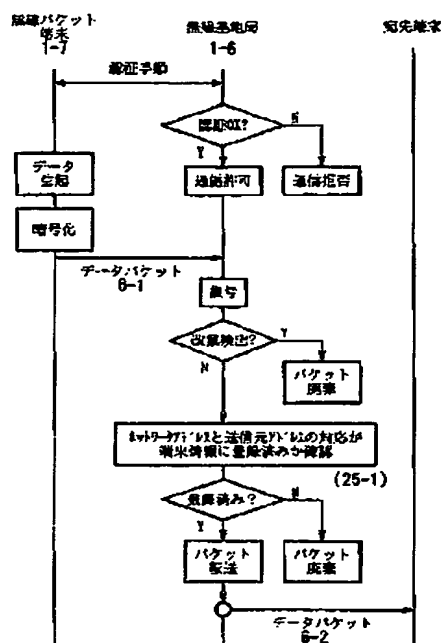 無線パケット
端末
1-7
無線基地局
1-6
宛先端末
認証手順
認証OK?
N
Y
データ
生起
通信許可
通信拒否
暗号化
データパケット
6-1
復号
改竄検出?
Y
N
パケット
廃棄
ネットワークアドレスと送信元アドレスの対応が
端末情報に登録済みか確認
(25-1)
登録済み?
N
Y
パケット
転送
パケット
廃棄
データパケット
6-2